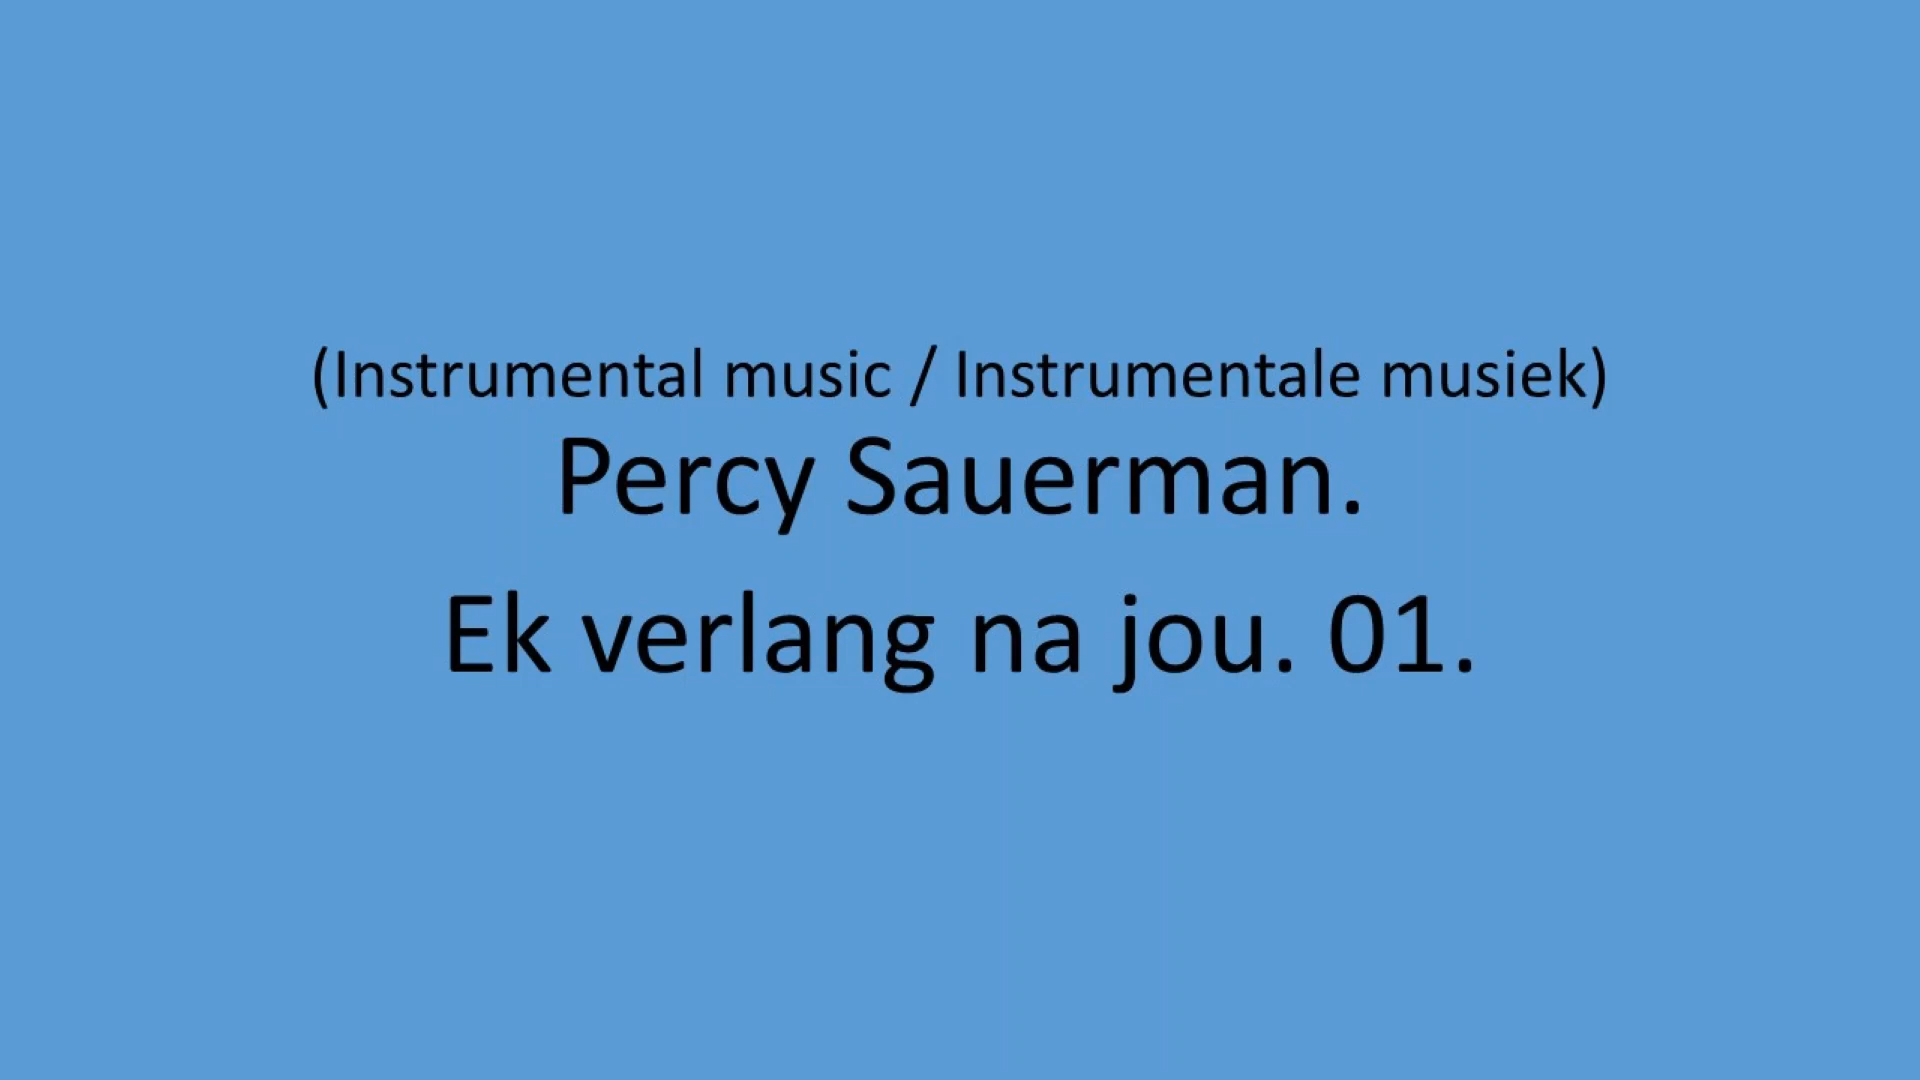 (Instrumental music / Instrumentale musiek)
Percy Sauerman.
Ek verlang na jou. 01.